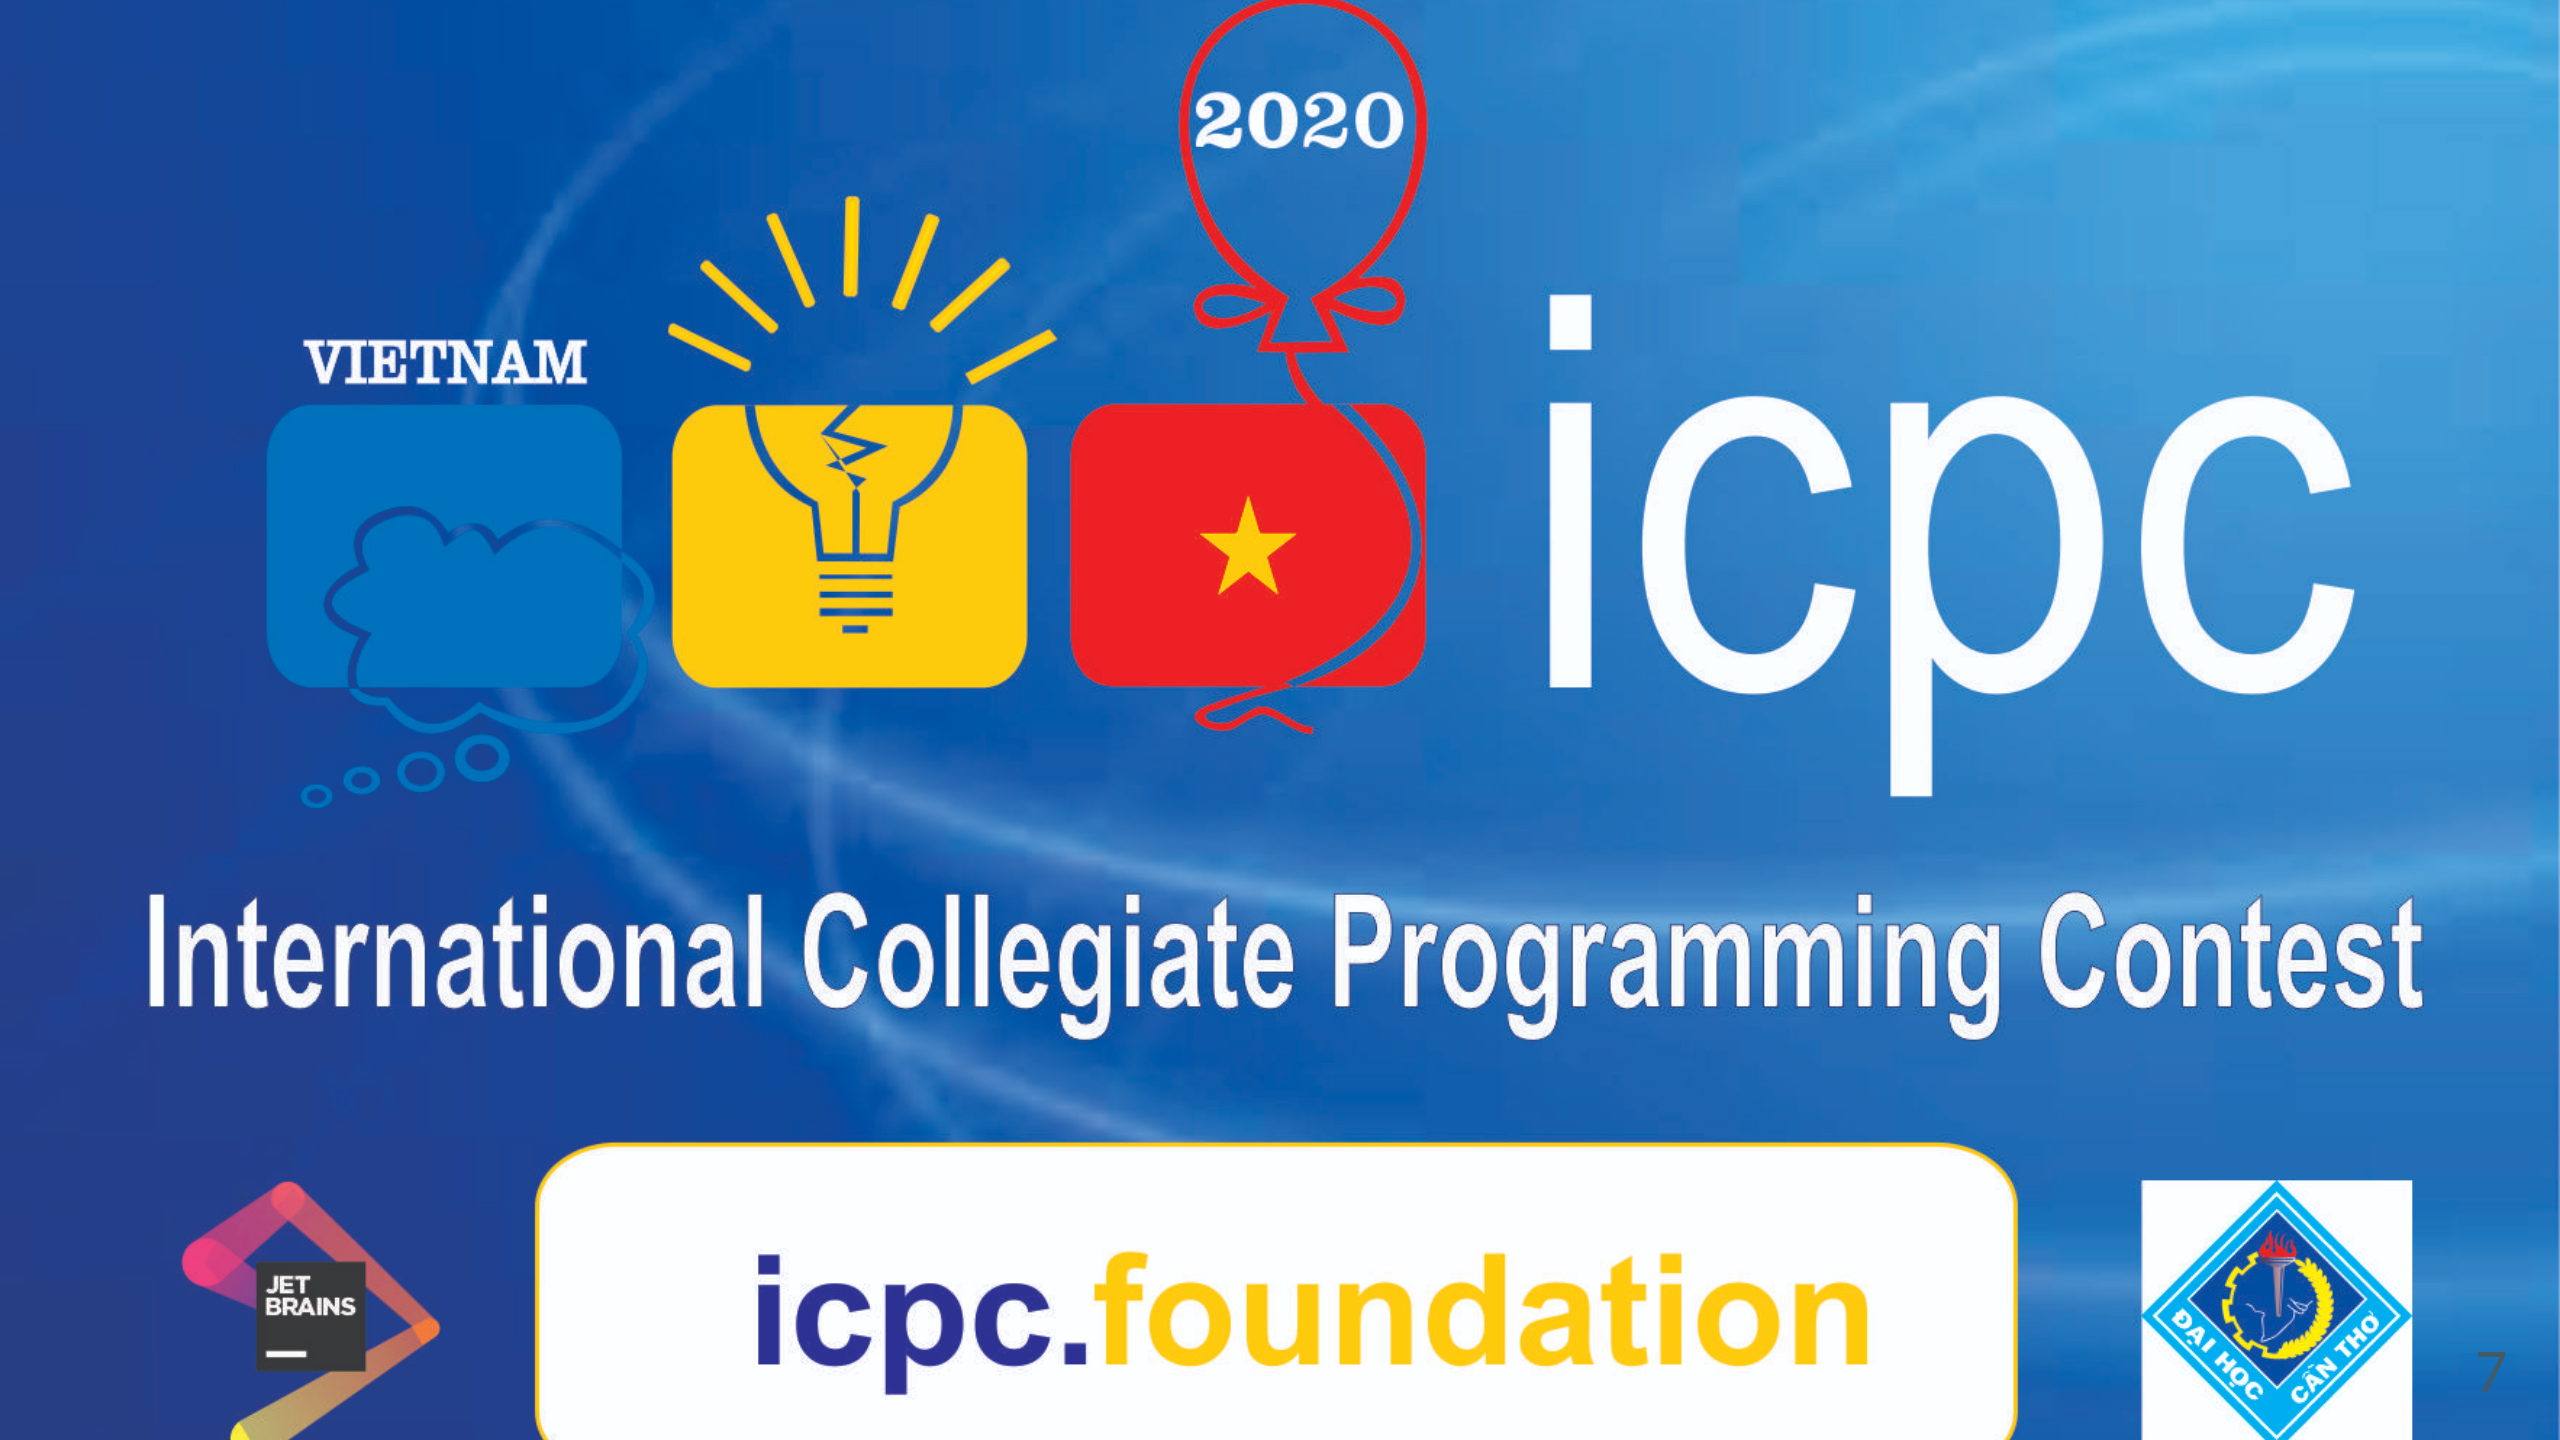 2020
VIETNAM
icpc
International Collegiate Programming Contest
JET
BRAINS
icpc.foundation
ĐẠI HỌC CẦN THƠ
7